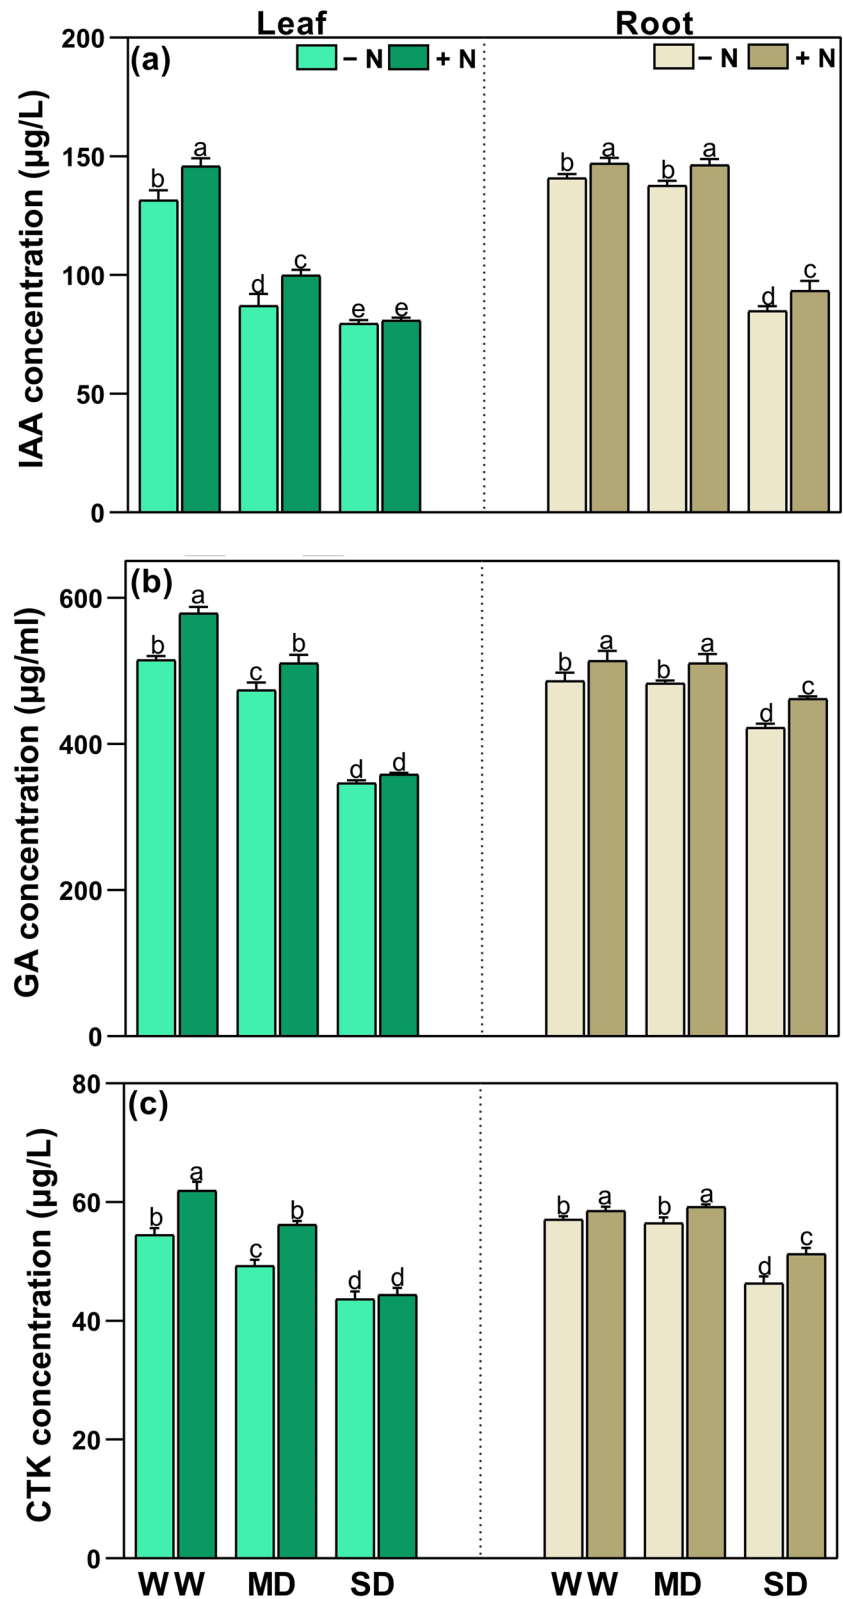 Leaf Root
200
(a)
– N + N – N + N
IAA concentration (µg/L)
150
100
50
0
b a d c e e b a b a d c
(b)
GA concentration (µg/ml)
600
400
200
0
b a c b d d b a b a d c
80
(c)
CTK concentration (µg/L)
60
40
20
0
b a c b d d b a b a d c
WW MD SD WW MD SD